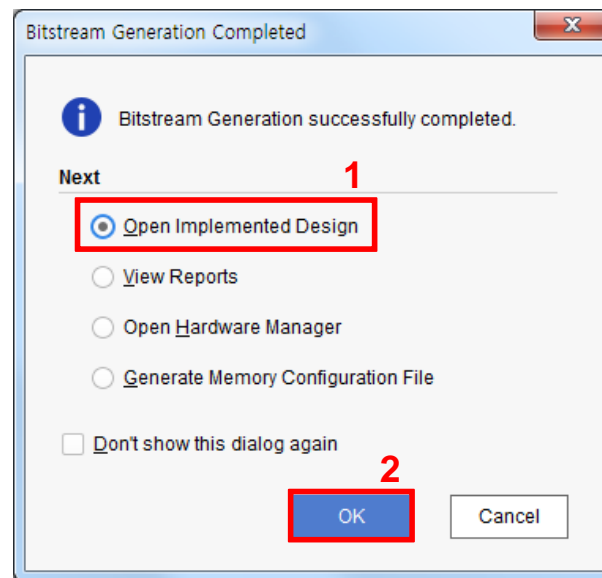 Bitstream Generation Completed
Bitstream Generation successfully completed.
Next
1
Open Implemented Design
View Reports
Open Hardware Manager
Generate Memory Configuration File
Don't show this dialog again
2
OK
Cancel